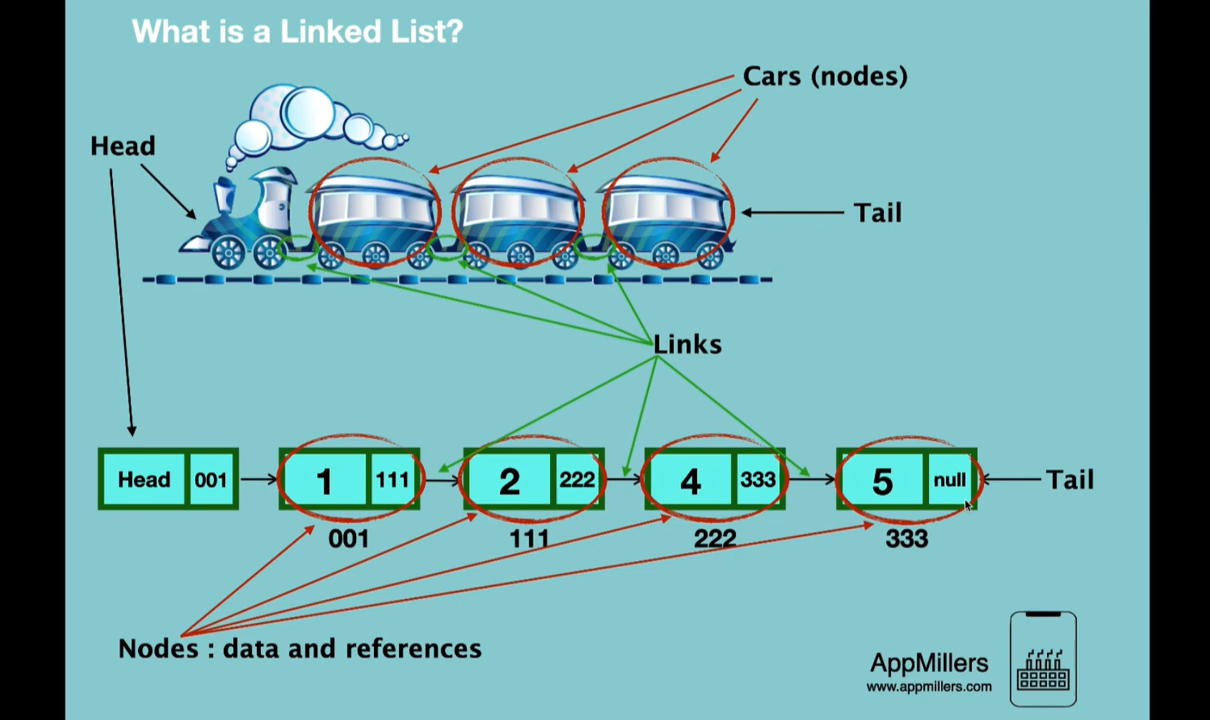 What is a Linked List?
Cars (nodes)
Head
Tail
Links
Head 001 1 111 2 222 4 333 5 null Tail
001 111 222 333
Nodes : data and references
AppMillers
www.appmillers.com